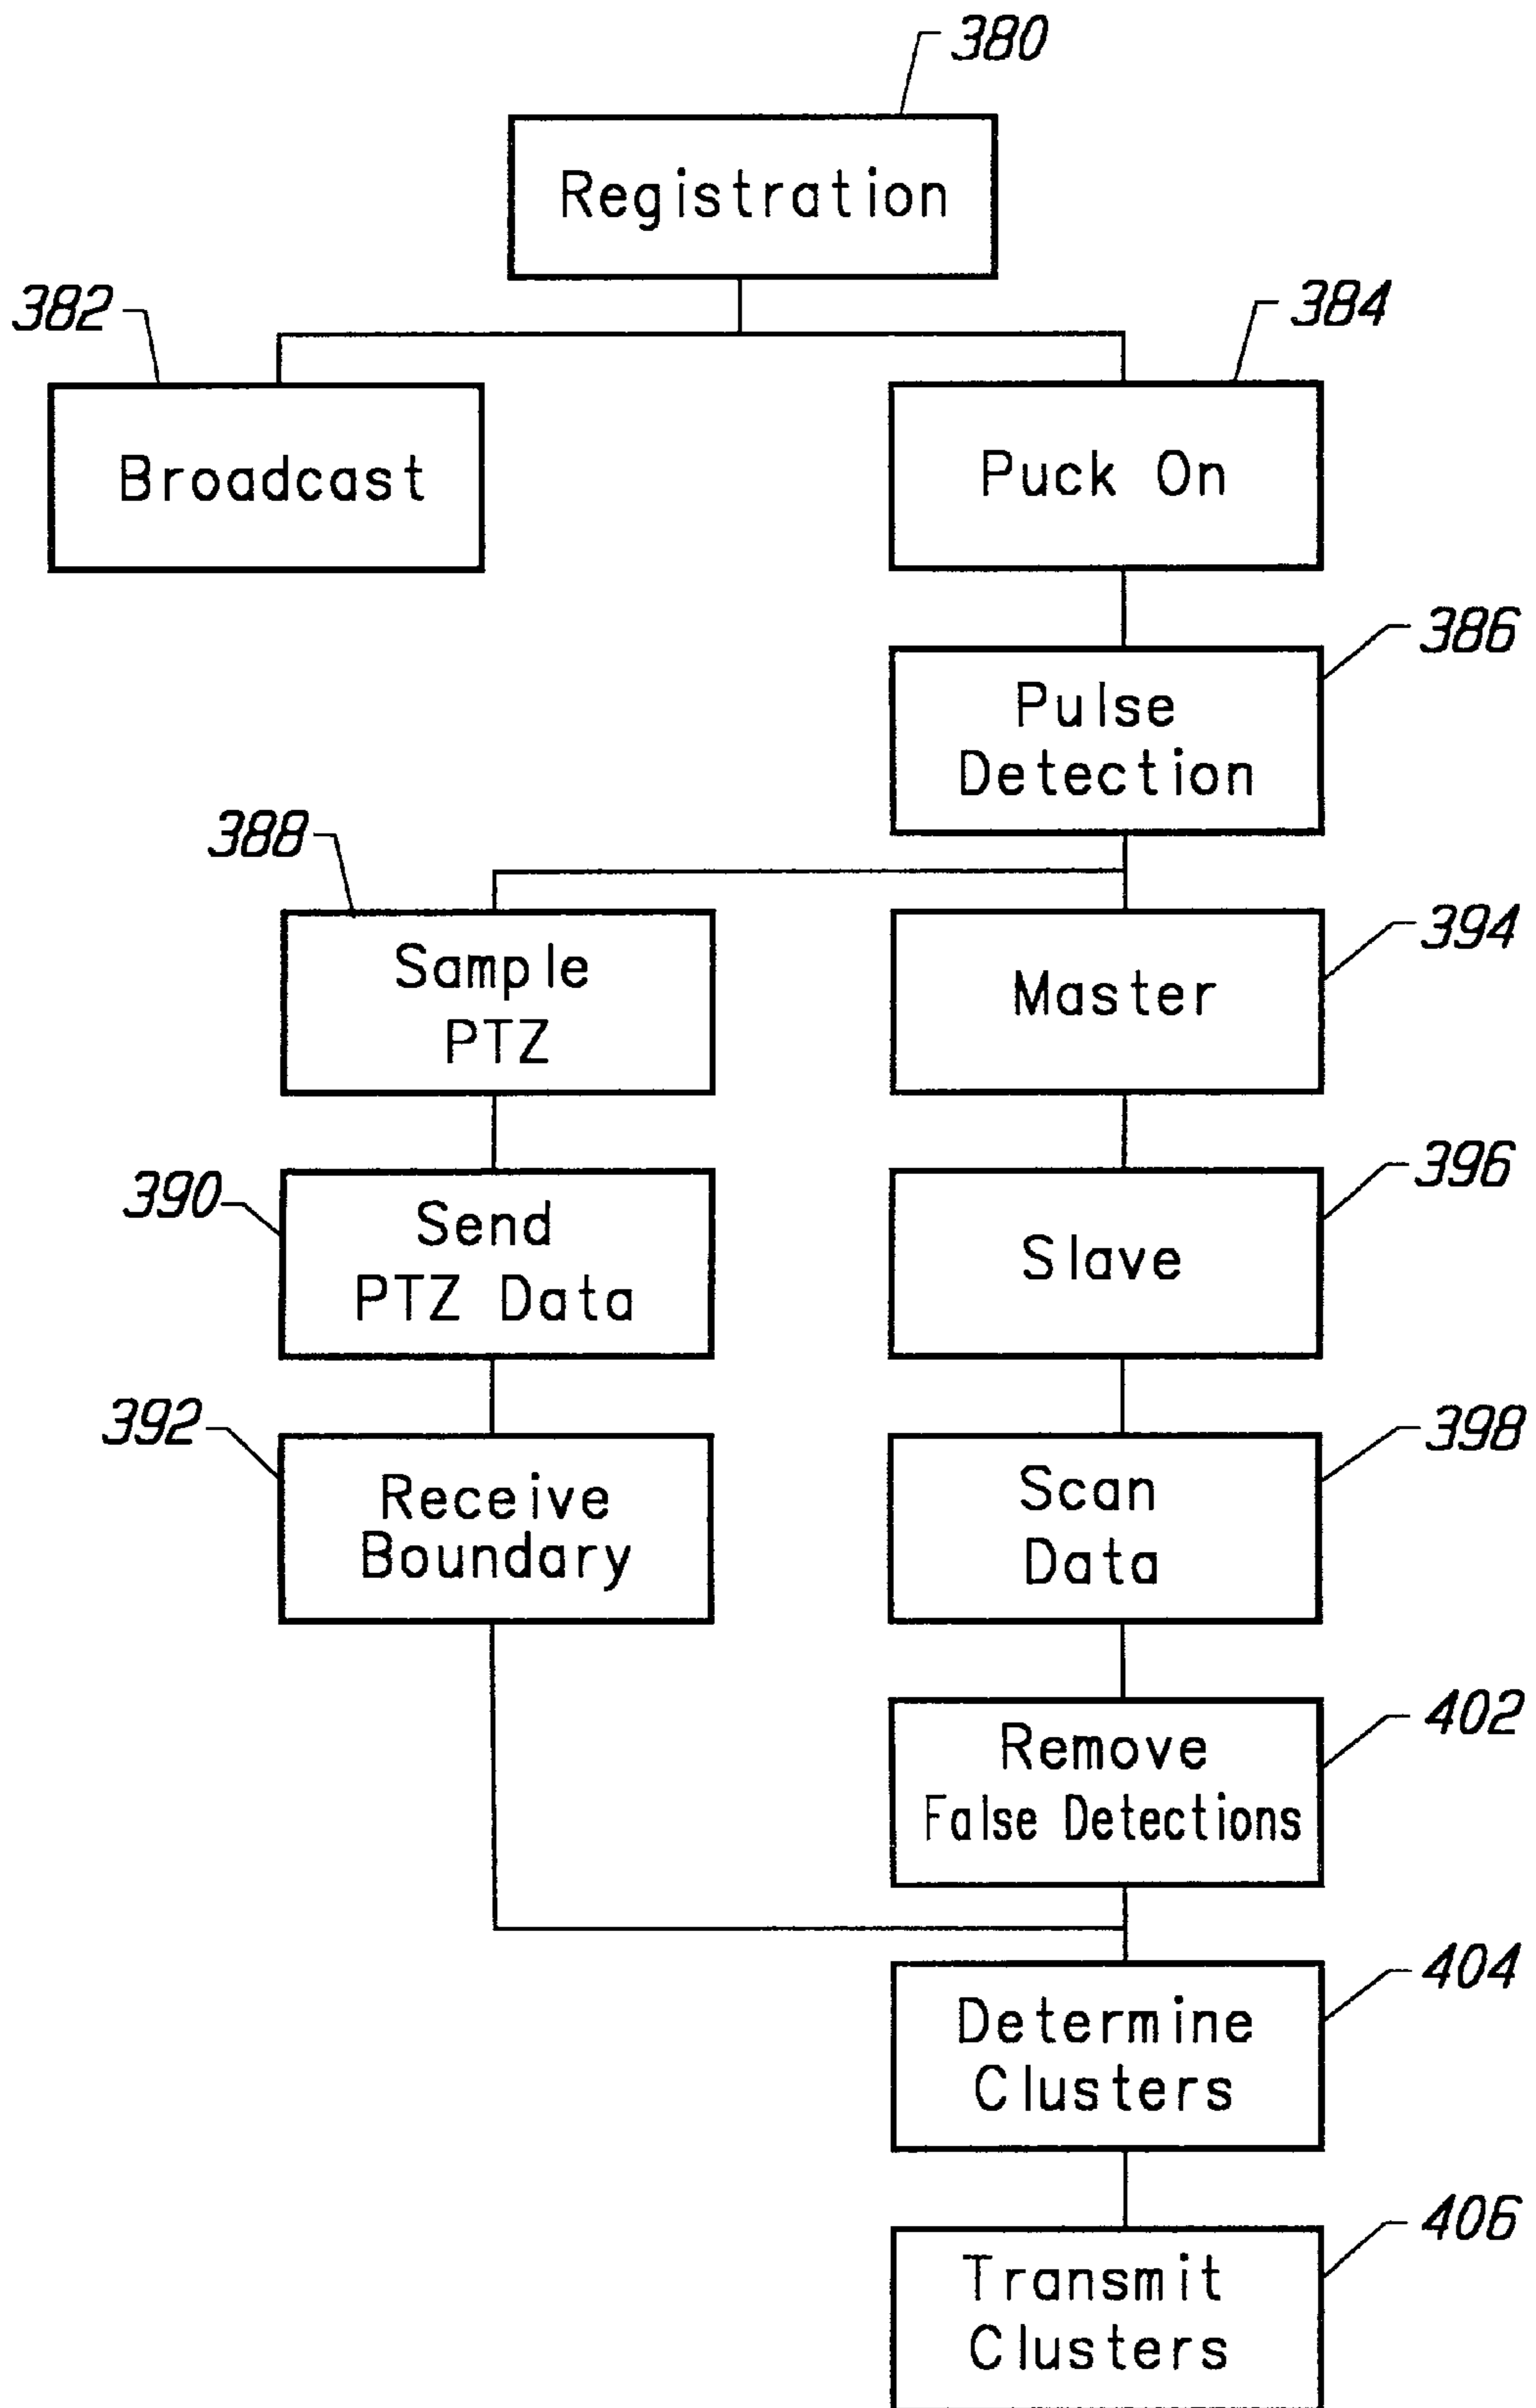 380
Registration
382
384
Broadcast
Puck On
386
Pulse
Detection
388
394
Sample
PTZ
Master
390
396
Send
PTZ Data
Slave
392
398
Receive
Boundary
Scan
Data
402
Remove
False Detections
404
Determine
Clusters
406
Transmit
Clusters